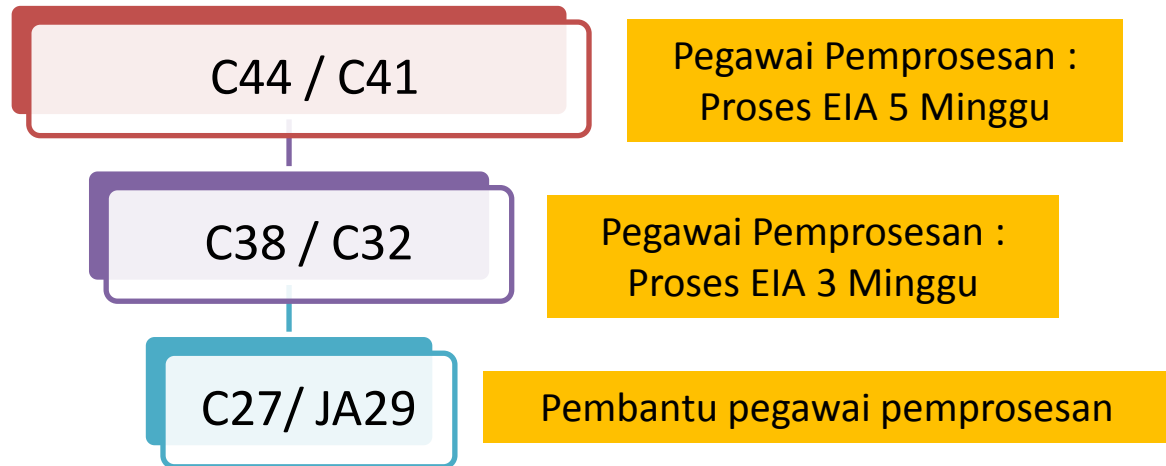 C44 / C41
Pegawai Pemprosesan :
Proses EIA 5 Minggu
C38 / C32
Pegawai Pemprosesan :
Proses EIA 3 Minggu
C27/ JA29
Pembantu pegawai pemprosesan